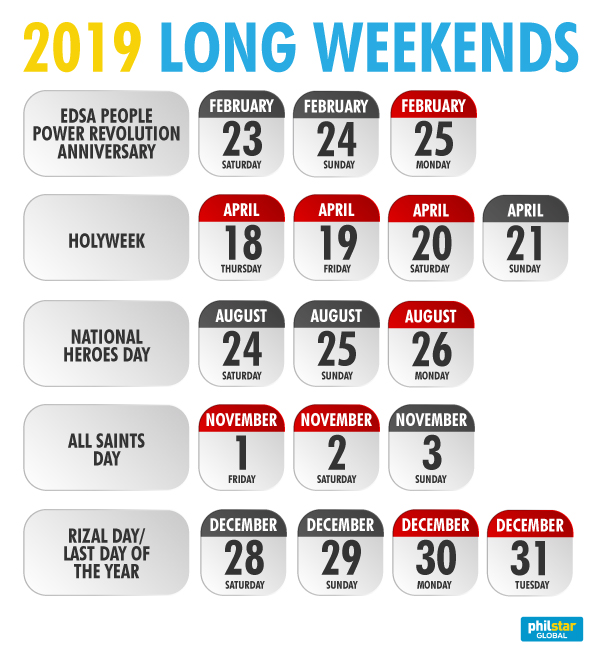 2019 LONG WEEKENDS
EDSA PEOPLE
POWER REVOLUTION
ANNIVERSARY
FEBRUARY FEBRUARY FEBRUARY
23 24 25
SATURDAY SUNDAY MONDAY
HOLYWEEK
APRIL APRIL APRIL APRIL
18 19 20 21
THURSDAY FRIDAY SATURDAY SUNDAY
NATIONAL
HEROES DAY
AUGUST AUGUST AUGUST
24 25 26
SATURDAY SUNDAY MONDAY
ALL SAINTS
DAY
NOVEMBER NOVEMBER NOVEMBER
1 2 3
FRIDAY SATURDAY SUNDAY
RIZAL DAY/
LAST DAY OF
THE YEAR
DECEMBER DECEMBER DECEMBER DECEMBER
28 29 30 31
SATURDAY SUNDAY MONDAY TUESDAY
philstar
GLOBAL